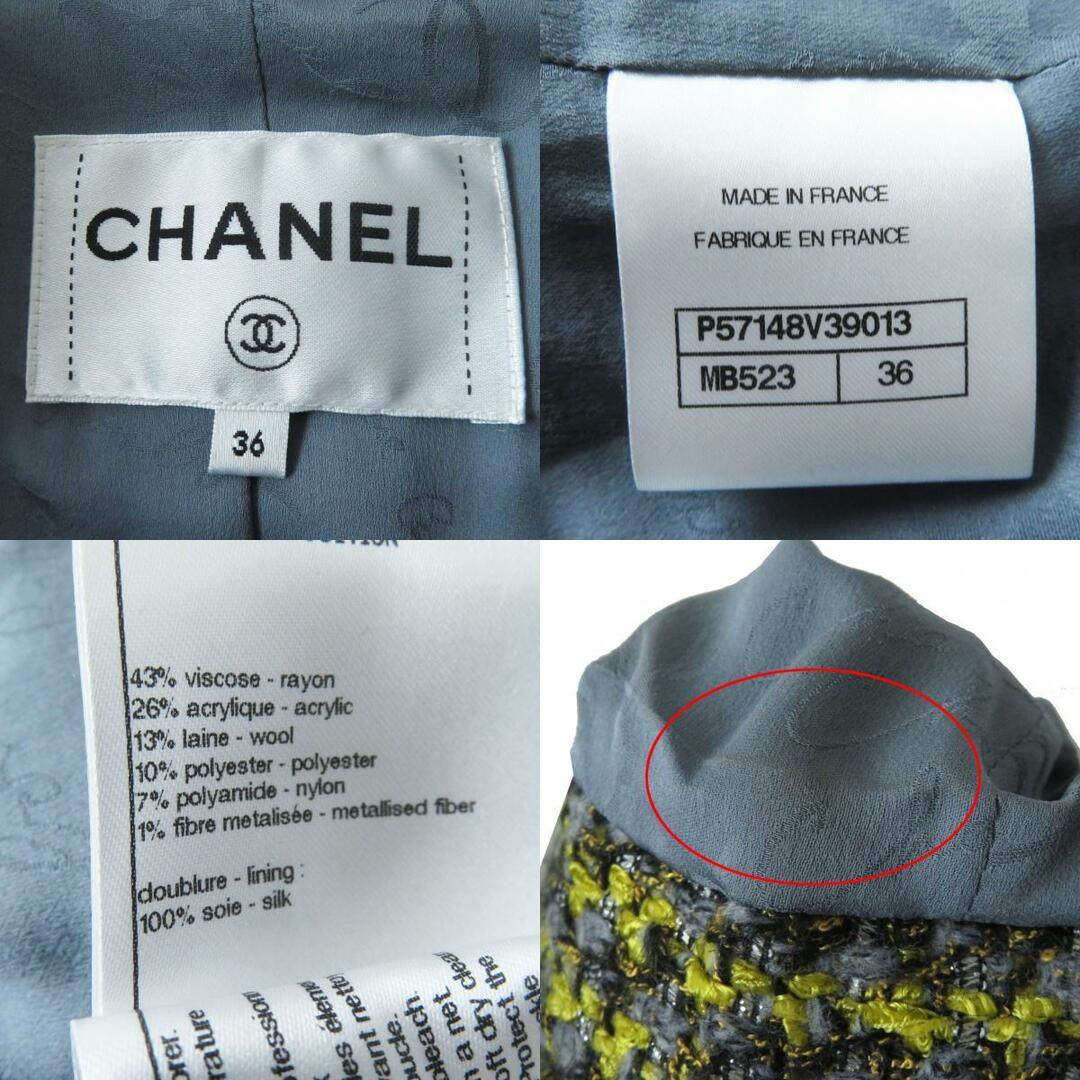 CHANEL
36
MADE IN FRANCE
FABRIQUE EN FRANCE
P57148V39013
MB523 36
43% viscose - rayon
26% acrylique - acrylic
13% laine - wool
10% polyester - polyester
7% polyamide - nylon
1% fibre metalisée - metallised fiber
doublure - lining :
100% soie - silk